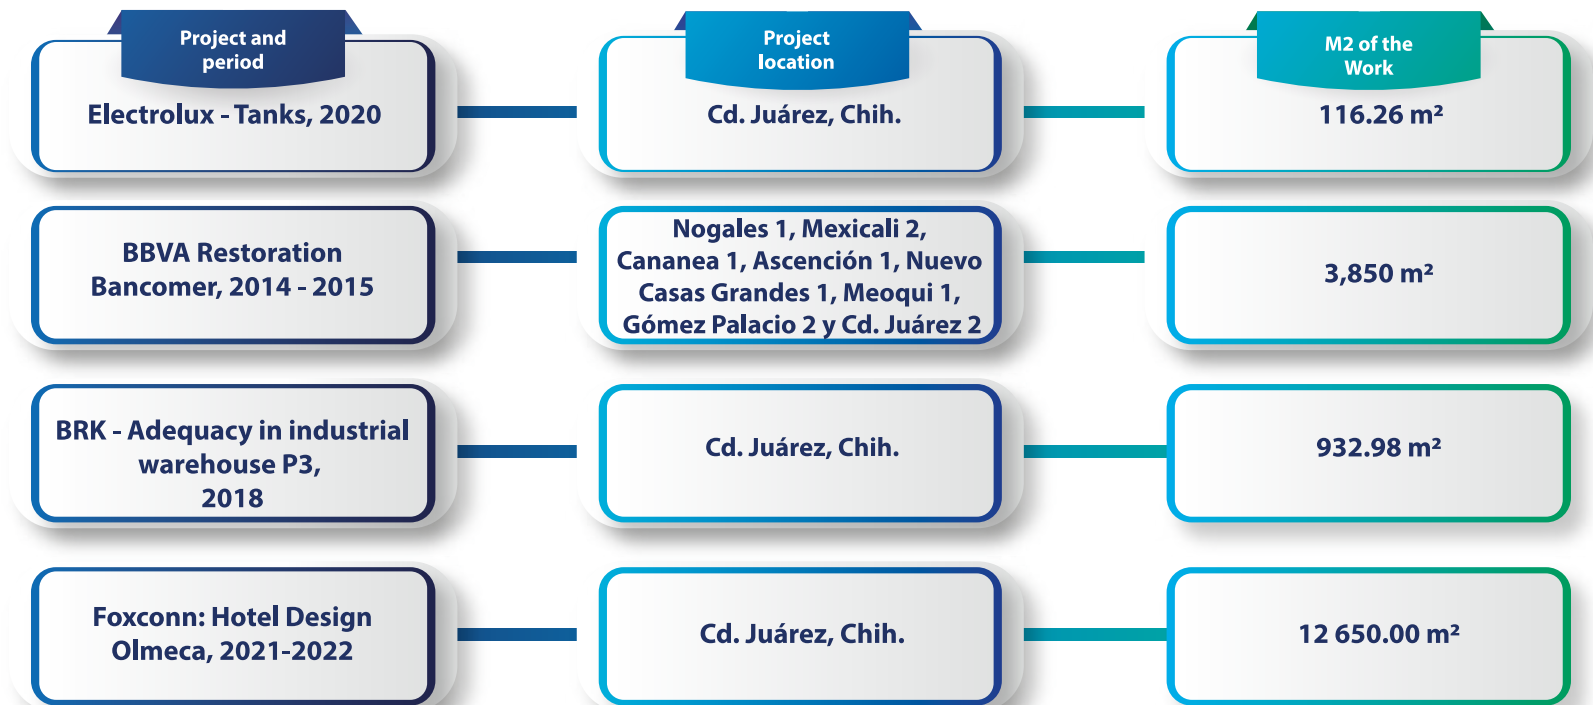 Project and
period
Project
location
M2 of the
Work
Electrolux - Tanks, 2020
Cd. Juárez, Chih.
116.26 m²
BBVA Restoration
Bancomer, 2014 - 2015
Nogales 1, Mexicali 2,
Cananea 1, Ascención 1, Nuevo
Casas Grandes 1, Meoqui 1,
Gómez Palacio 2 y Cd. Juárez 2
3,850 m²
BRK - Adequacy in industrial
warehouse P3,
2018
Cd. Juárez, Chih.
932.98 m²
Foxconn: Hotel Design
Olmeca, 2021-2022
Cd. Juárez, Chih.
12 650.00 m²